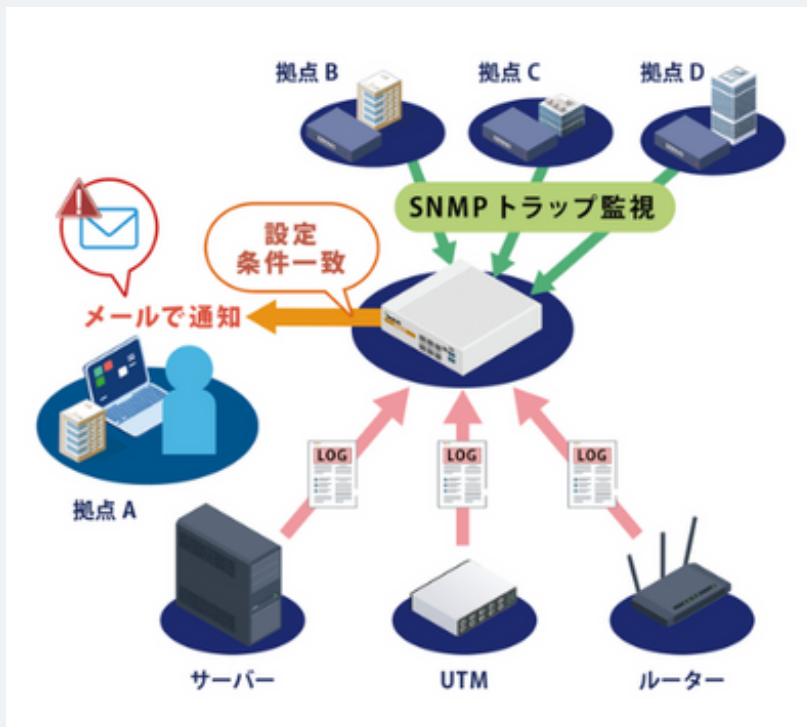 拠点 B
拠点 C
拠点 D
SNMP トラップ監視
設定
条件一致
メールで通知
拠点 A
LOG
LOG
LOG
サーバー
UTM
ルーター